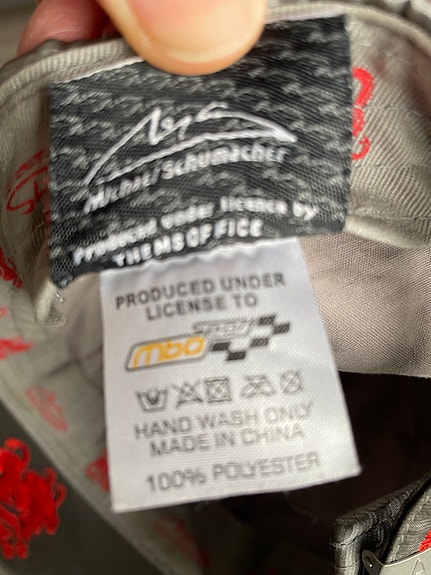 Michael Schumacher
Produced under licence by
THE MS OFFICE
PRODUCED UNDER
LICENSE TO
SPEED
mbo
HAND WASH ONLY
MADE IN CHINA
100% POLYESTER